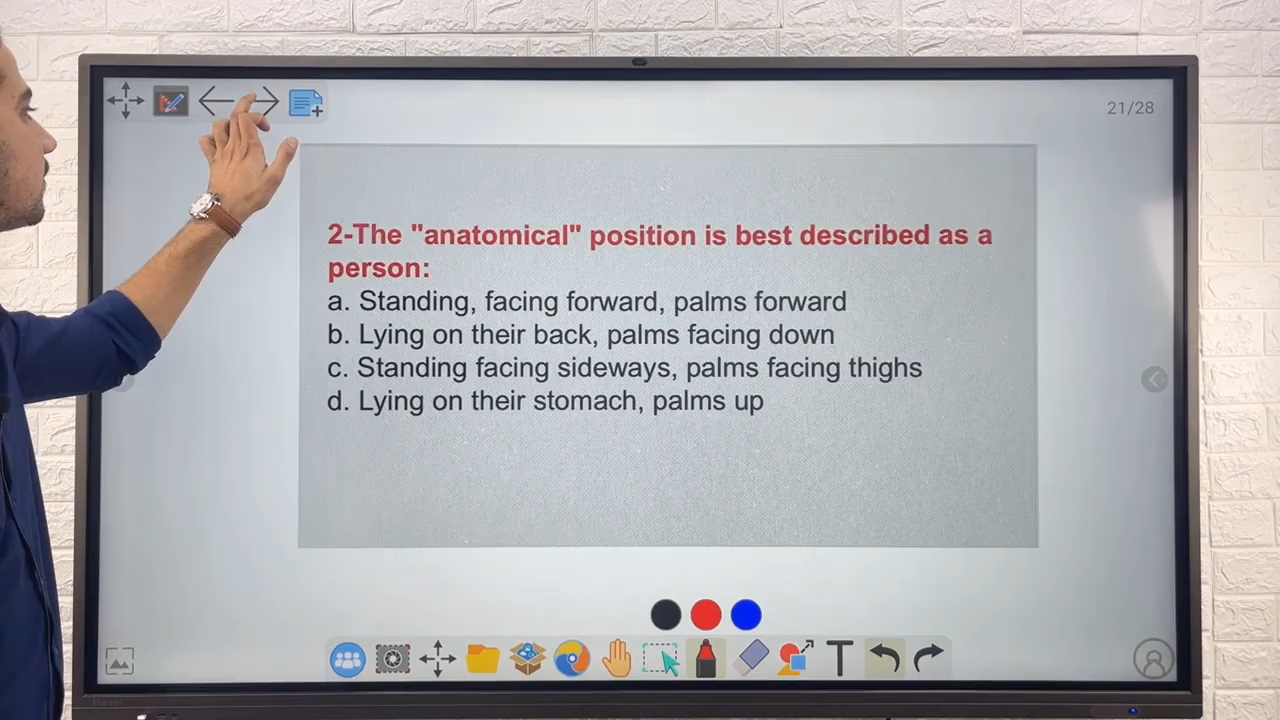 21/28
2-The "anatomical" position is best described as a
person:
a. Standing, facing forward, palms forward
b. Lying on their back, palms facing down
c. Standing facing sideways, palms facing thighs
d. Lying on their stomach, palms up
T